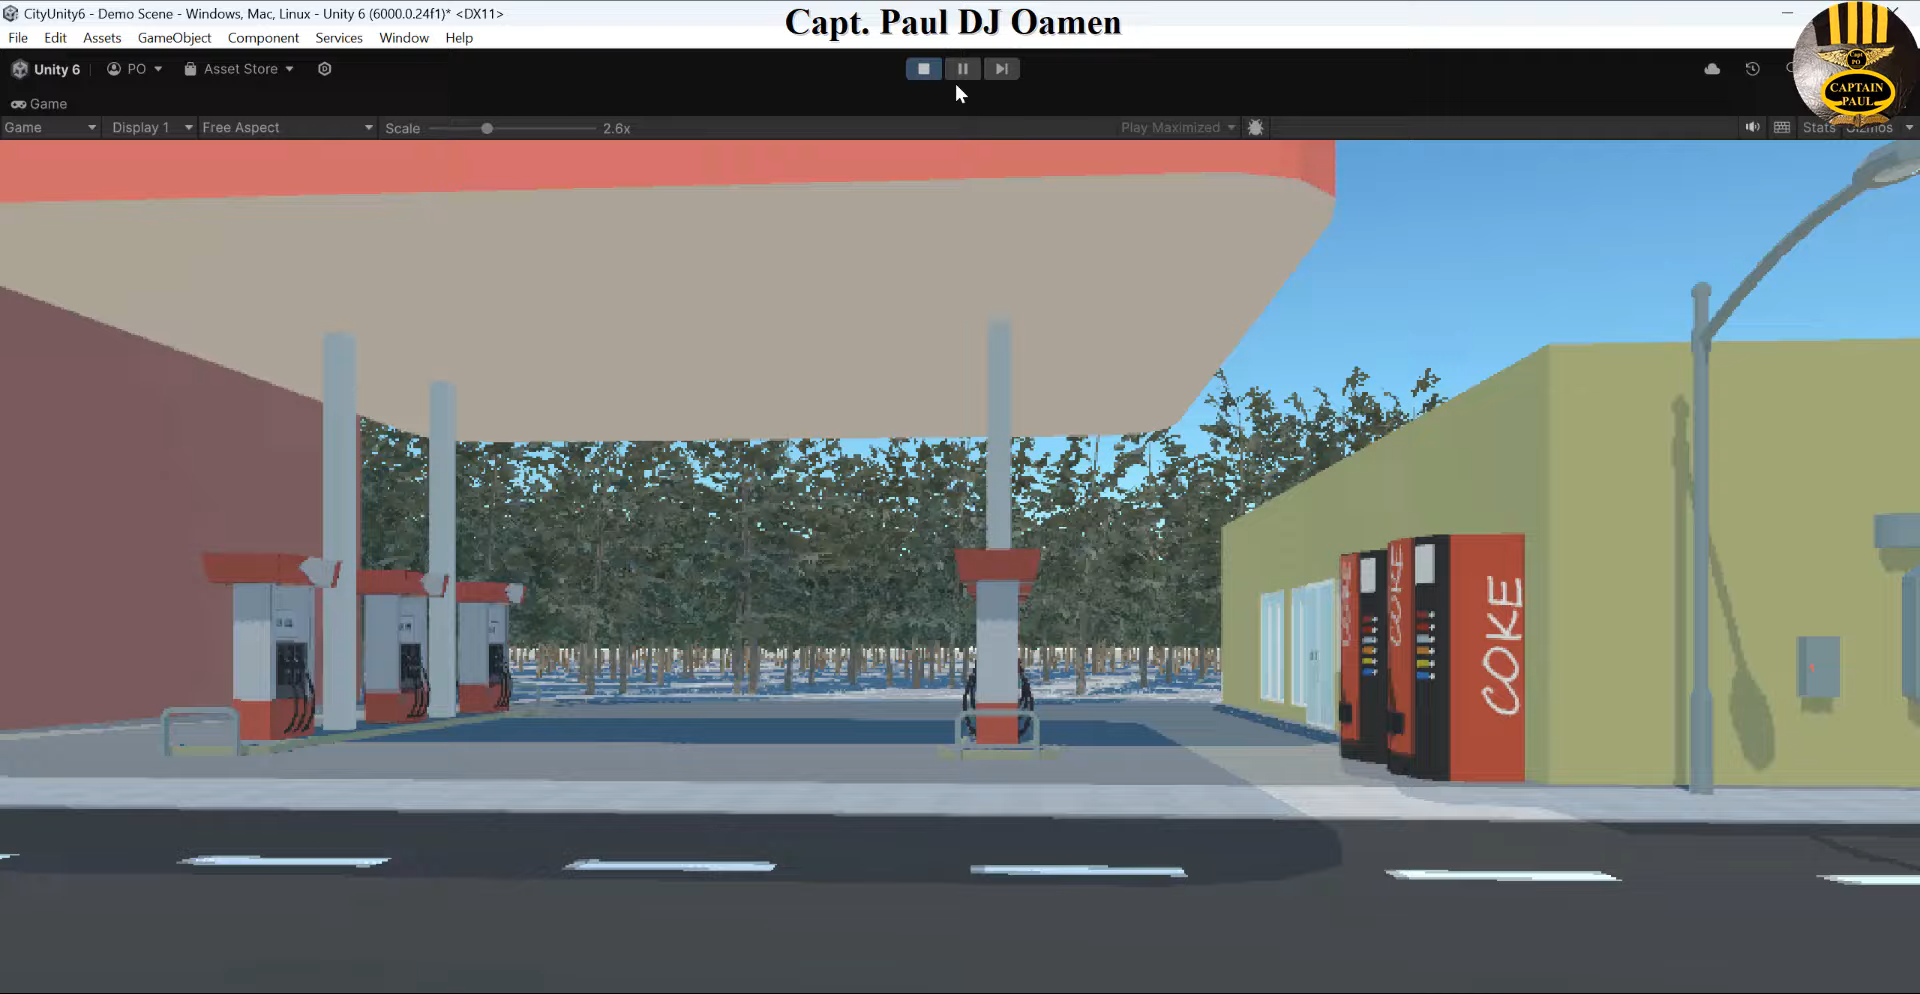 CityUnity6 - Demo Scene - Windows, Mac, Linux - Unity 6 (6000.0.24f1)* <DX11>
Capt. Paul DJ Oamen
File Edit Assets GameObject Component Services Window Help
Unity 6 PO Asset Store
CAPTAIN
PAUL
Game
Game Display 1 Free Aspect Scale 2.6x Play Maximized Stats Gizmos
COKE
COKE
COKE